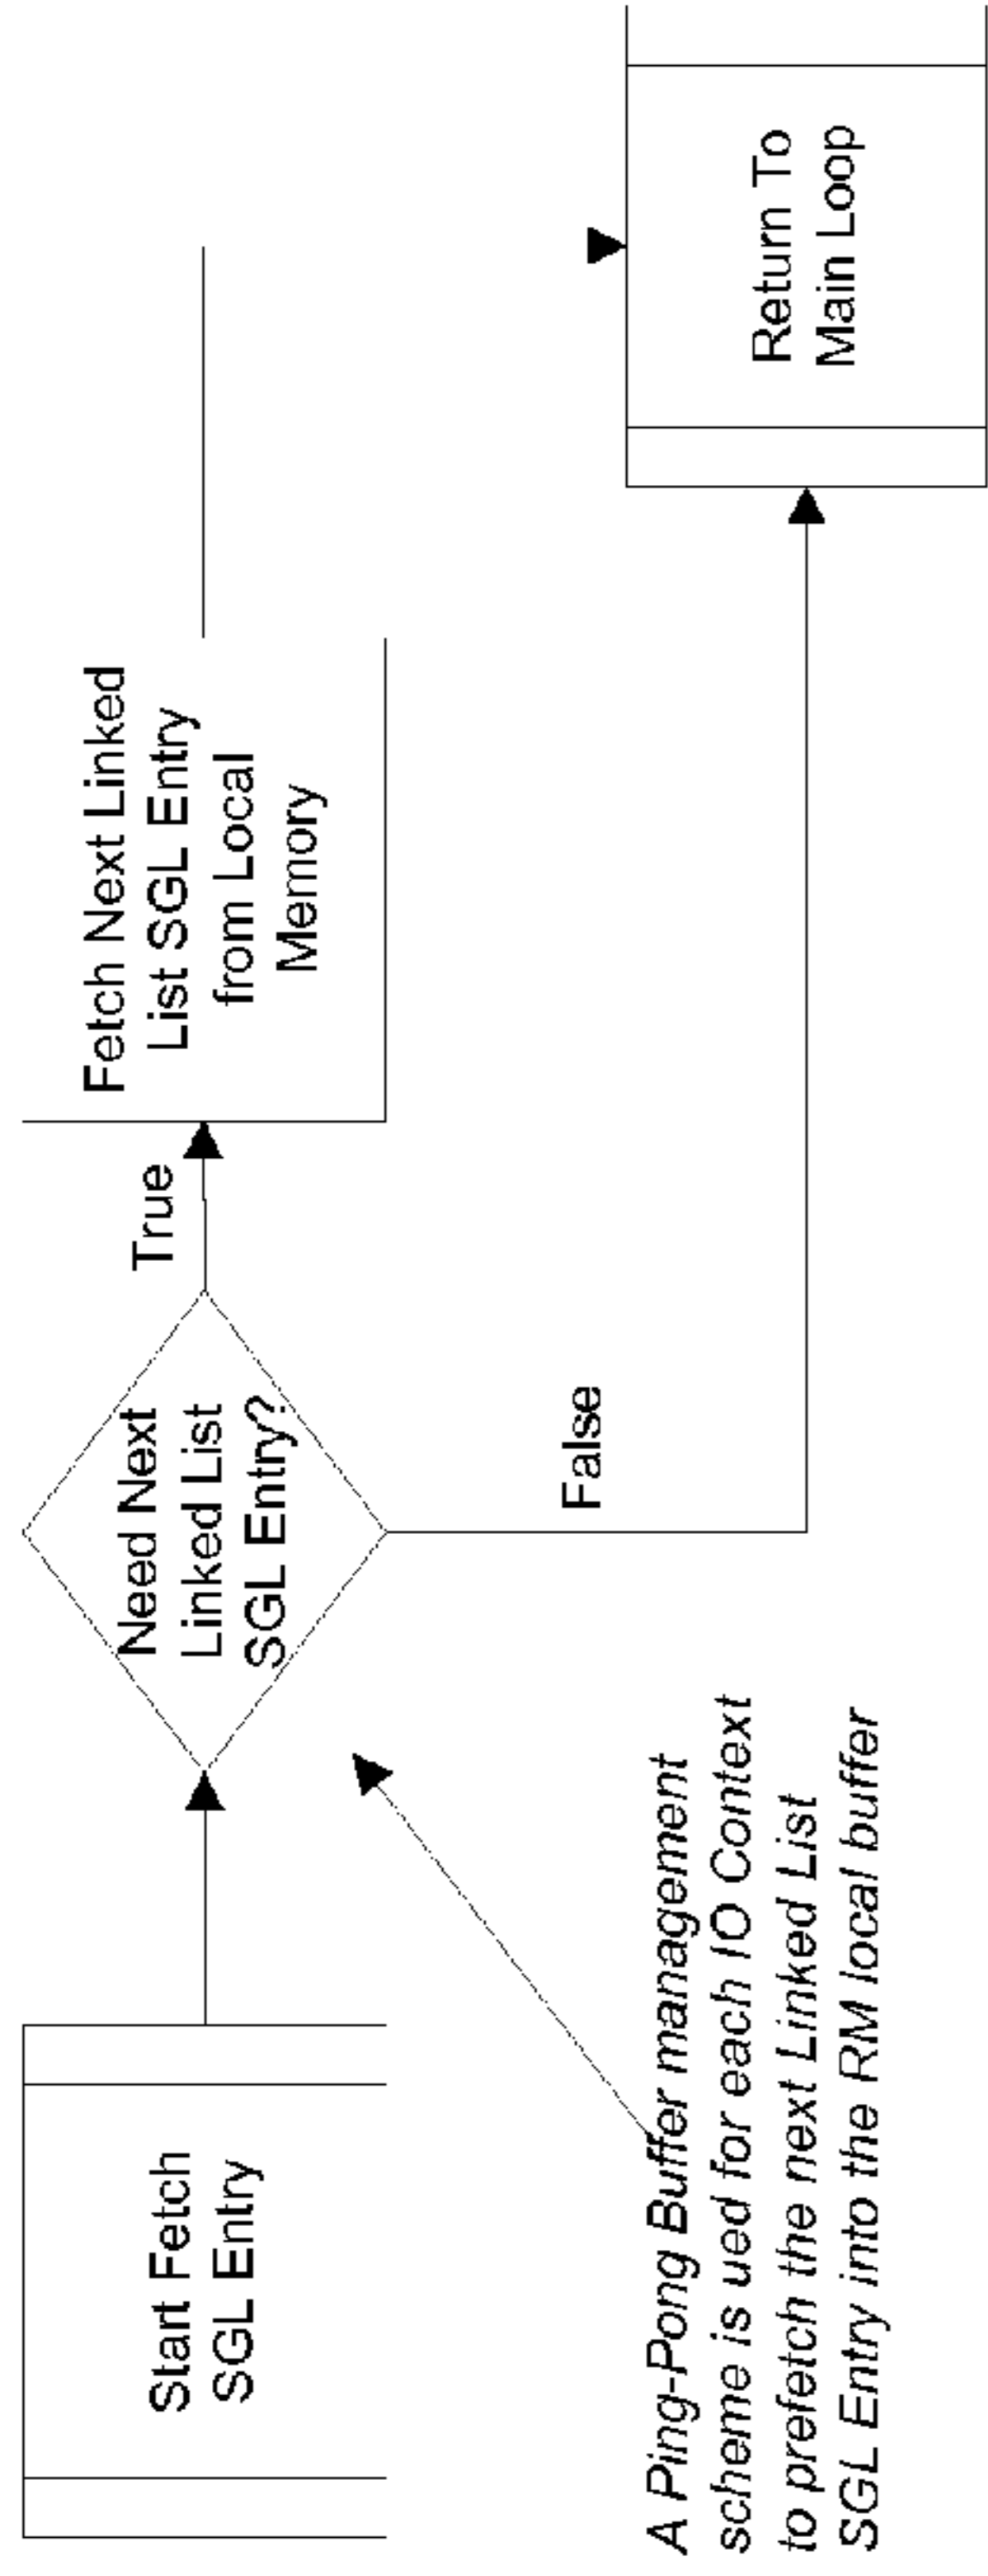 Start Fetch
SGL Entry
Need Next
Linked List
SGL Entry?
True
Fetch Next Linked
List SGL Entry
from Local
Memory
False
Return To
Main Loop
A Ping-Pong Buffer management
scheme is ued for each IO Context
to prefetch the next Linked List
SGL Entry into the RM local buffer